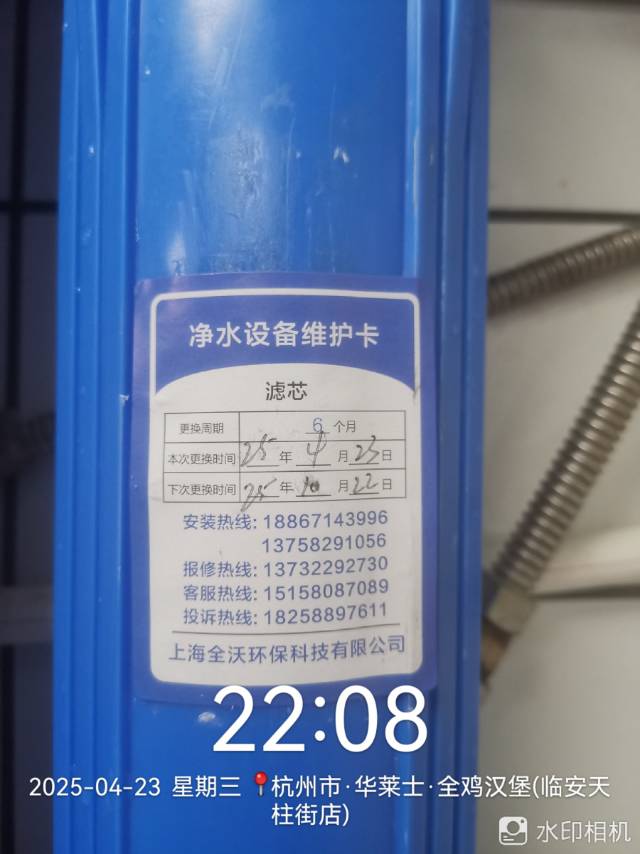 净水设备维护卡
滤芯
更换周期 6 个月
本次更换时间 25 年 4 月 23 日
下次更换时间 25 年 10 月 22 日
安装热线: 18867143996
13758291056
报修热线: 13732292730
客服热线: 15158087089
投诉热线: 18258897611
上海全沃环保科技有限公司
22:08
2025-04-23 星期三 杭州市·华莱士·全鸡汉堡(临安天
柱街店)
水印相机